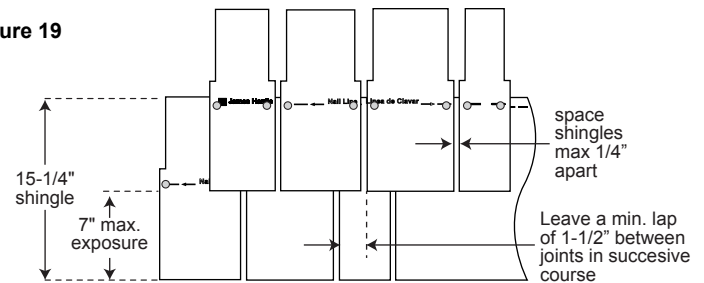 ure 19
James Hardie
Nail Line
Linea de Clavar
15-1/4"
shingle
7" max.
exposure
space
shingles
max 1/4”
apart
Leave a min. lap
of 1-1/2” between
joints in succesive
course